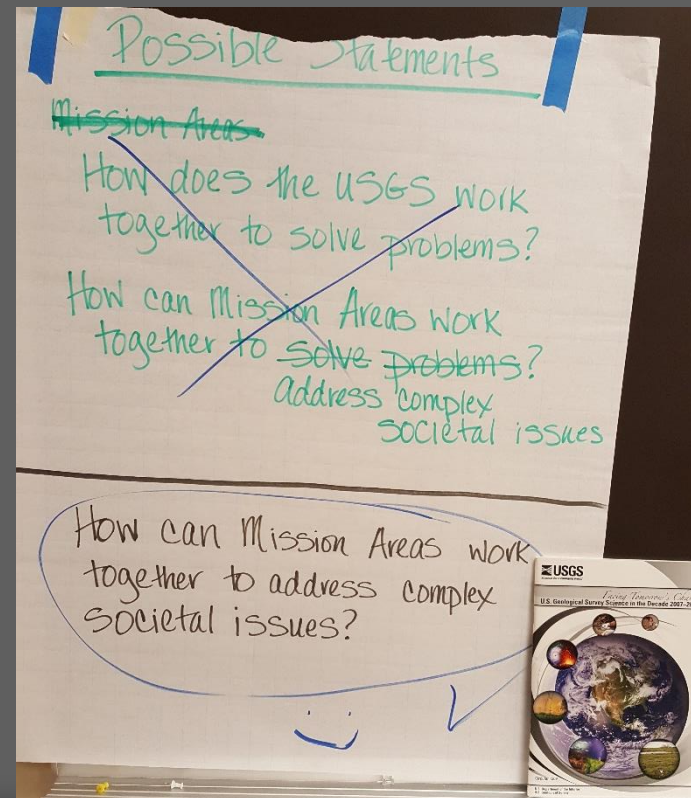 Possible Statements
Mission Areas
How does the USGS work
together to solve problems?
How can Mission Areas work
together to solve problems?
address complex
societal issues
How can Mission Areas work
together to address complex
societal issues?
USGS
Facing Tomorrow's
U.S. Geological Survey Science in the Decade 2007-